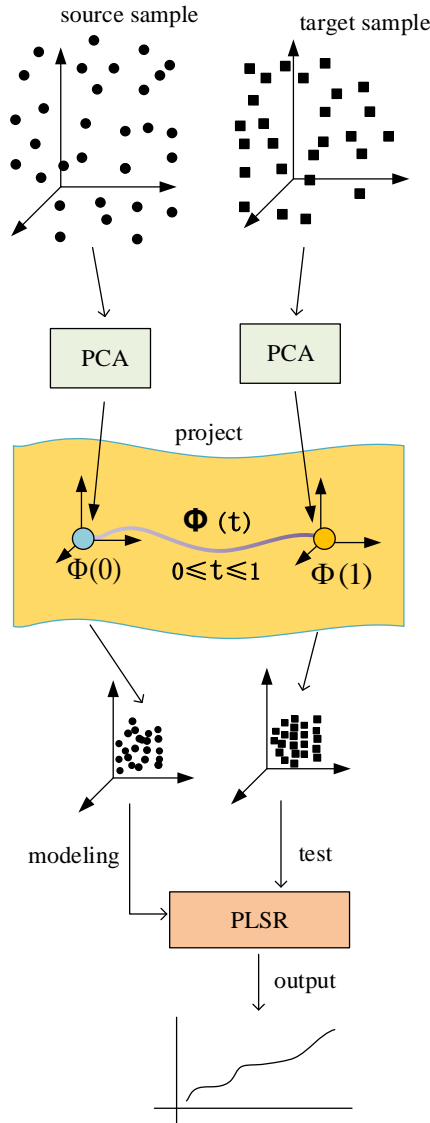 source sample
target sample
PCA
PCA
project
Φ (t)
0≤t≤1
Φ(0)
Φ(1)
modeling
test
PLSR
output